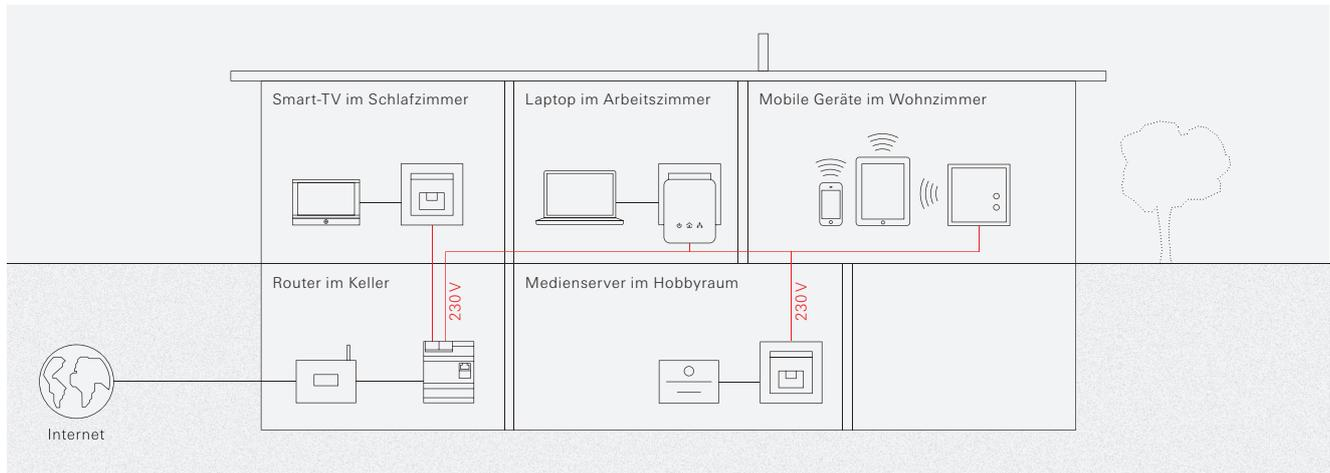 Smart-TV im Schlafzimmer
Laptop im Arbeitszimmer
Mobile Geräte im Wohnzimmer
Router im Keller
230 V
Medienserver im Hobbyraum
230 V
Internet